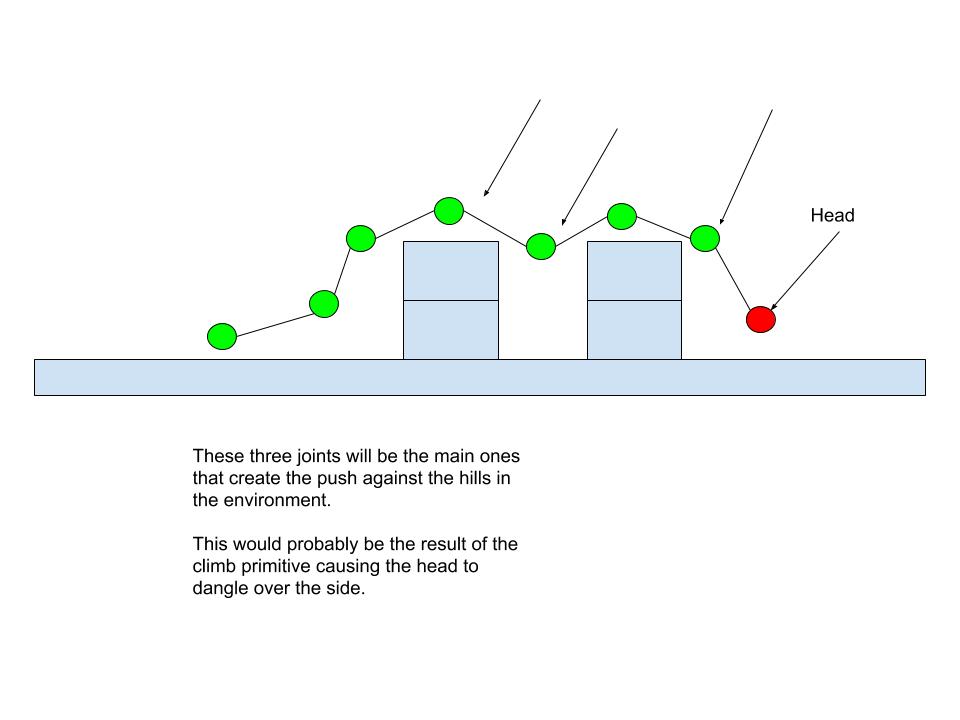 Head
These three joints will be the main ones
that create the push against the hills in
the environment.
This would probably be the result of the
climb primitive causing the head to
dangle over the side.